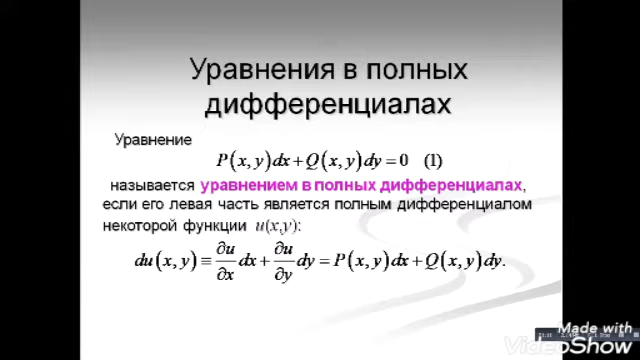 Уравнения в полных
дифференциалах
Уравнение
P(x, y)dx + Q(x, y)dy = 0 (1)
называется уравнением в полных дифференциалах,
если его левая часть является полным дифференциалом
некоторой функции u(x,y):
du(x, y) ≡ ∂u/∂x dx + ∂u/∂y dy = P(x, y)dx + Q(x, y)dy.
Made with
VideoShow